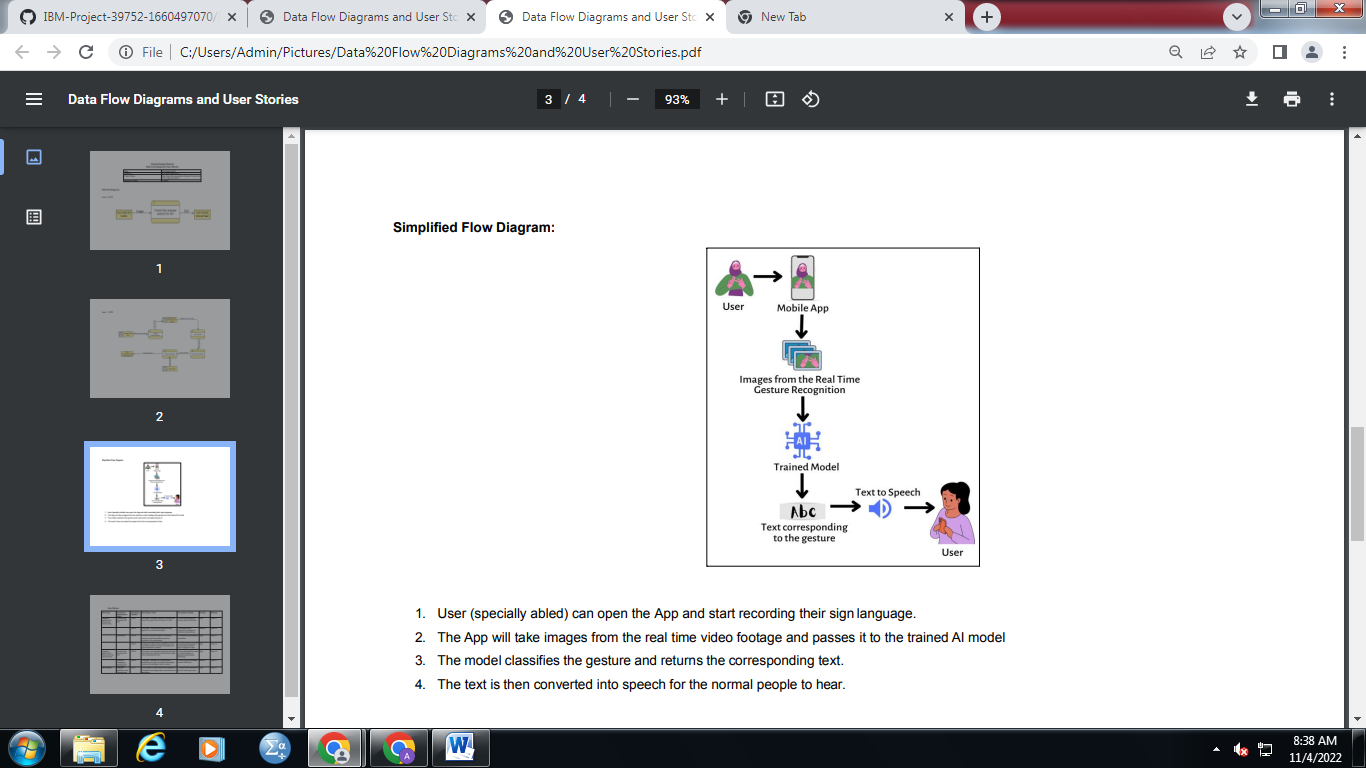 IBM-Project-39752-1660497070/
Data Flow Diagrams and User Sto
Data Flow Diagrams and User Sto
New Tab
File
C:/Users/Admin/Pictures/Data%20Flow%20Diagrams%20and%20User%20Stories.pdf
Data Flow Diagrams and User Stories
3 / 4
93%
1
2
3
4
Simplified Flow Diagram:
User
Mobile App
Images from the Real Time
Gesture Recognition
AI
Trained Model
Text to Speech
Abc
Text corresponding
to the gesture
User
1. User (specially abled) can open the App and start recording their sign language.
2. The App will take images from the real time video footage and passes it to the trained AI model
3. The model classifies the gesture and returns the corresponding text.
4. The text is then converted into speech for the normal people to hear.
Σα
A
W
8:38 AM
11/4/2022